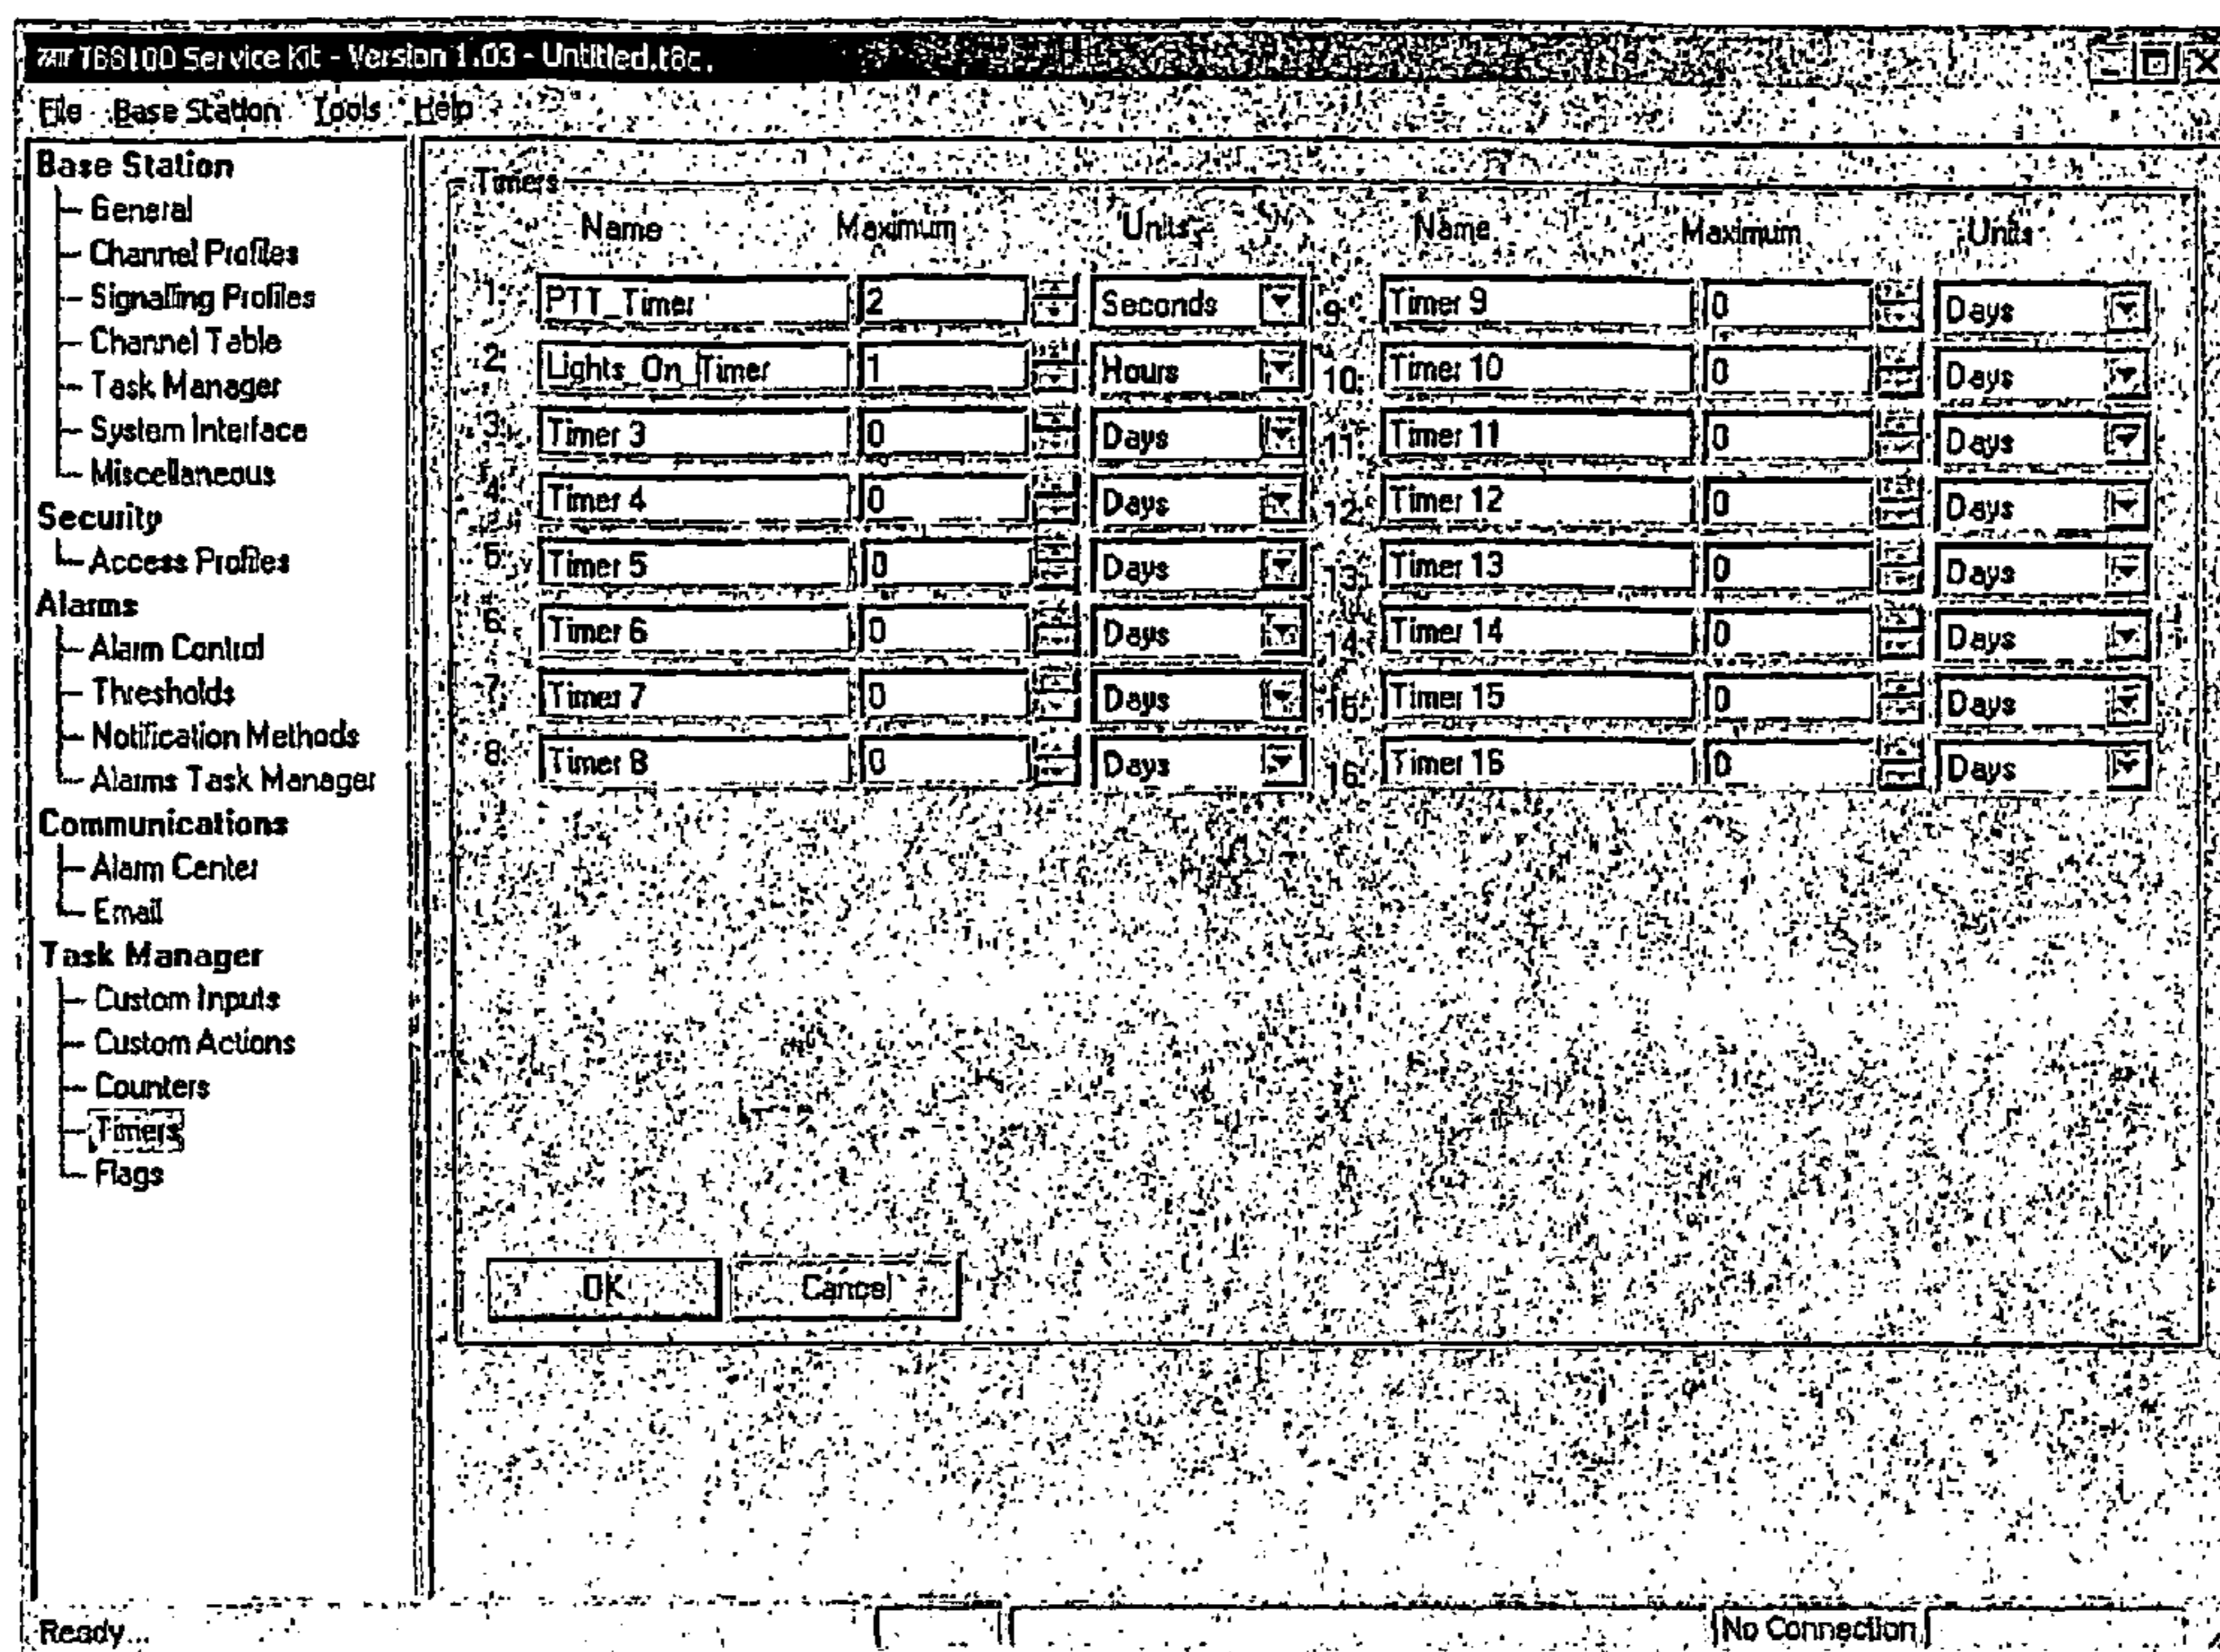 TAIT TBS100 Service Kit - Version 1.03 - Untitled.t8c.
File Base Station Tools Help
Base Station
General
Channel Profiles
Signalling Profiles
Channel Table
Task Manager
System Interface
Miscellaneous
Security
Access Profiles
Alarms
Alarm Control
Thresholds
Notification Methods
Alarms Task Manager
Communications
Alarm Center
Email
Task Manager
Custom Inputs
Custom Actions
Counters
Timers
Flags
Timers
Name Maximum Units Name Maximum Units
1: PTT_Timer 2 Seconds 9: Timer 9 0 Days
2: Lights_On_Timer 1 Hours 10: Timer 10 0 Days
3: Timer 3 0 Days 11: Timer 11 0 Days
4: Timer 4 0 Days 12: Timer 12 0 Days
5: Timer 5 0 Days 13: Timer 13 0 Days
6: Timer 6 0 Days 14: Timer 14 0 Days
7: Timer 7 0 Days 15: Timer 15 0 Days
8: Timer 8 0 Days 16: Timer 16 0 Days
OK Cancel
Ready... No Connection